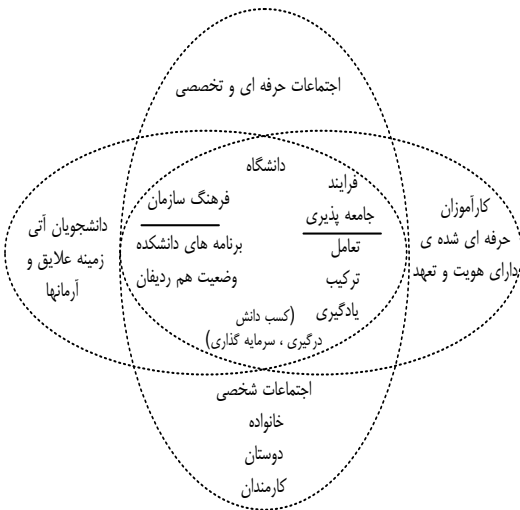 اجتماعات حرفه ای و تخصصی
دانشگاه
فرایند
جامعه پذیری
تعامل
ترکیب
یادگیری
فرهنگ سازمان
برنامه های دانشکده
وضعیت هم ردیفان
(کسب دانش
درگیری ، سرمایه گذاری)
کارآموزان
حرفه ای شده ی
دارای هویت و تعهد
دانشجویان آتی
زمینه علایق و
آرمانها
اجتماعات شخصی
خانواده
دوستان
کارمندان